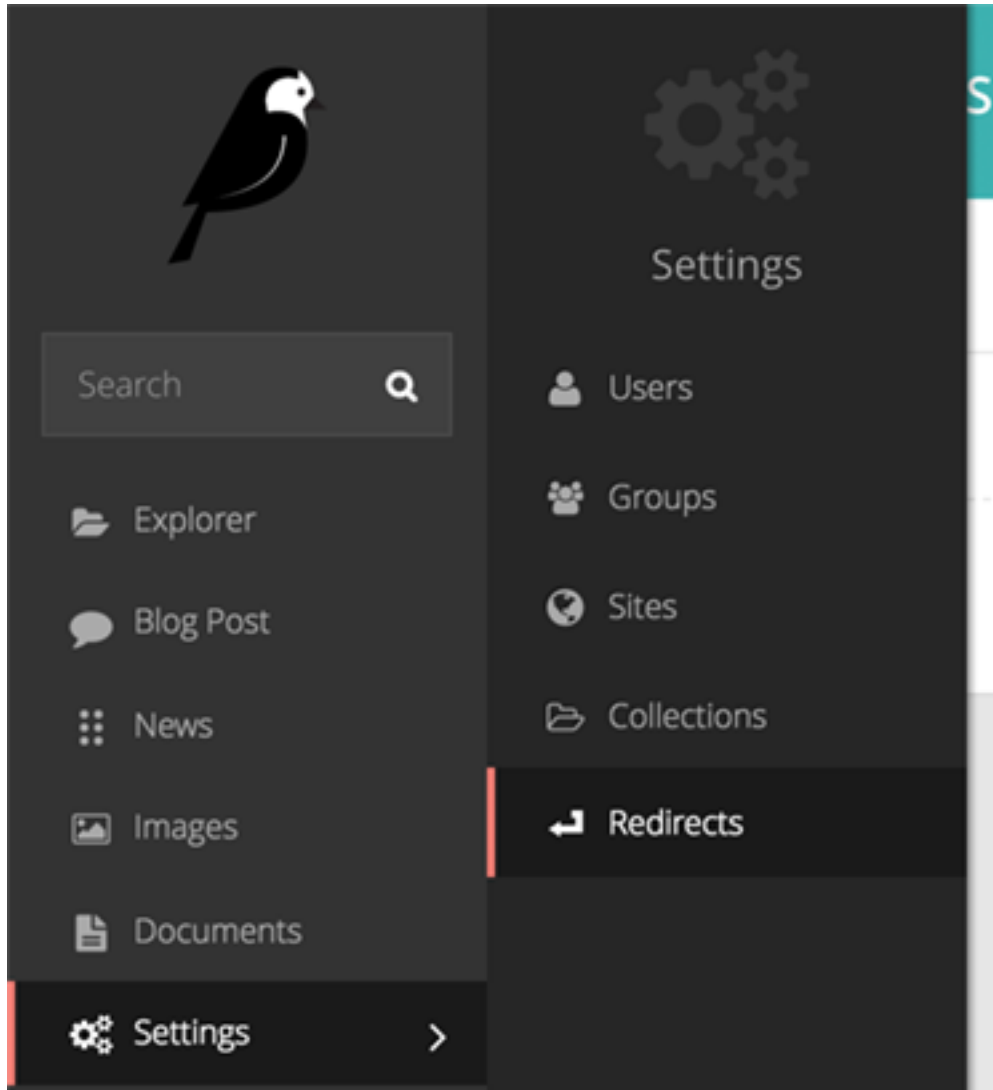 Search
Explorer
Blog Post
News
Images
Documents
Settings
Settings
Users
Groups
Sites
Collections
Redirects
s